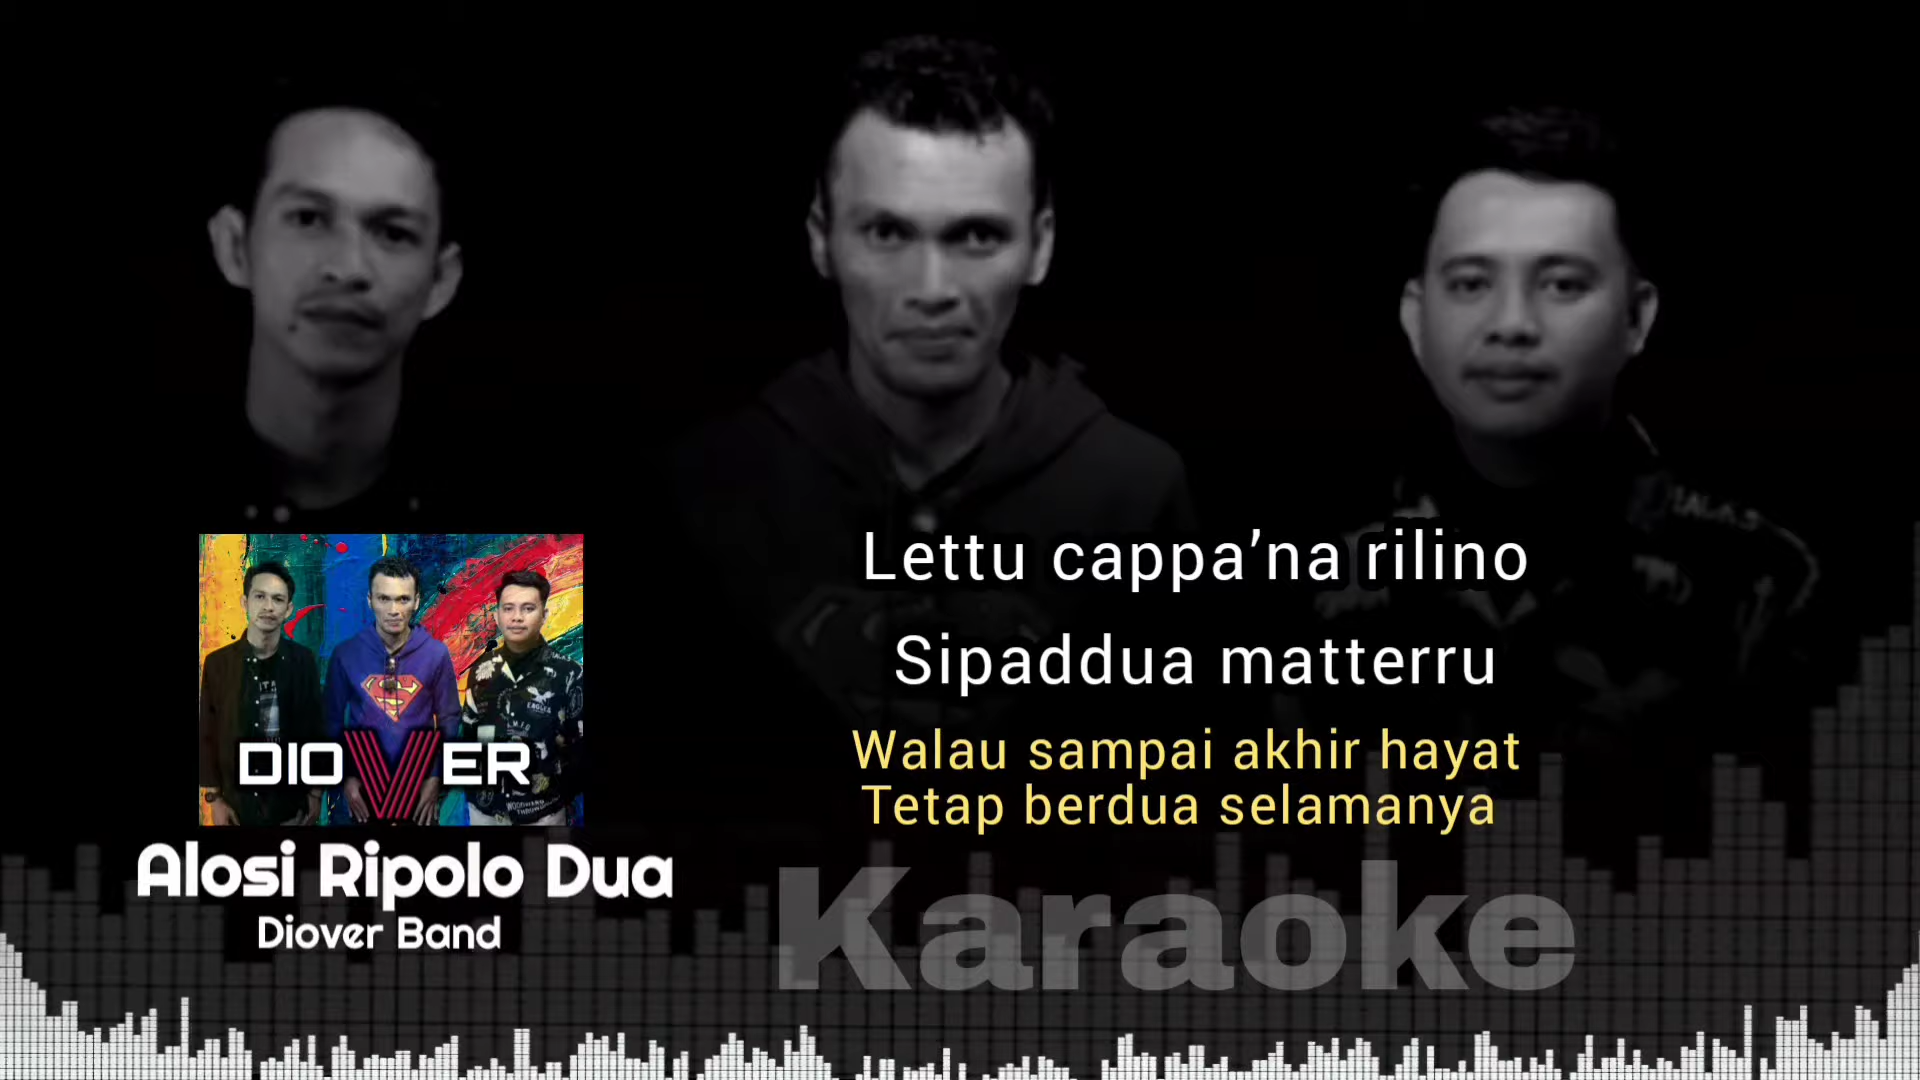 Lettu cappa’na rilino
Sipaddua matterru
Walau sampai akhir hayat
Tetap berdua selamanya
DIOVER
Alosi Ripolo Dua
Diover Band
Karaoke